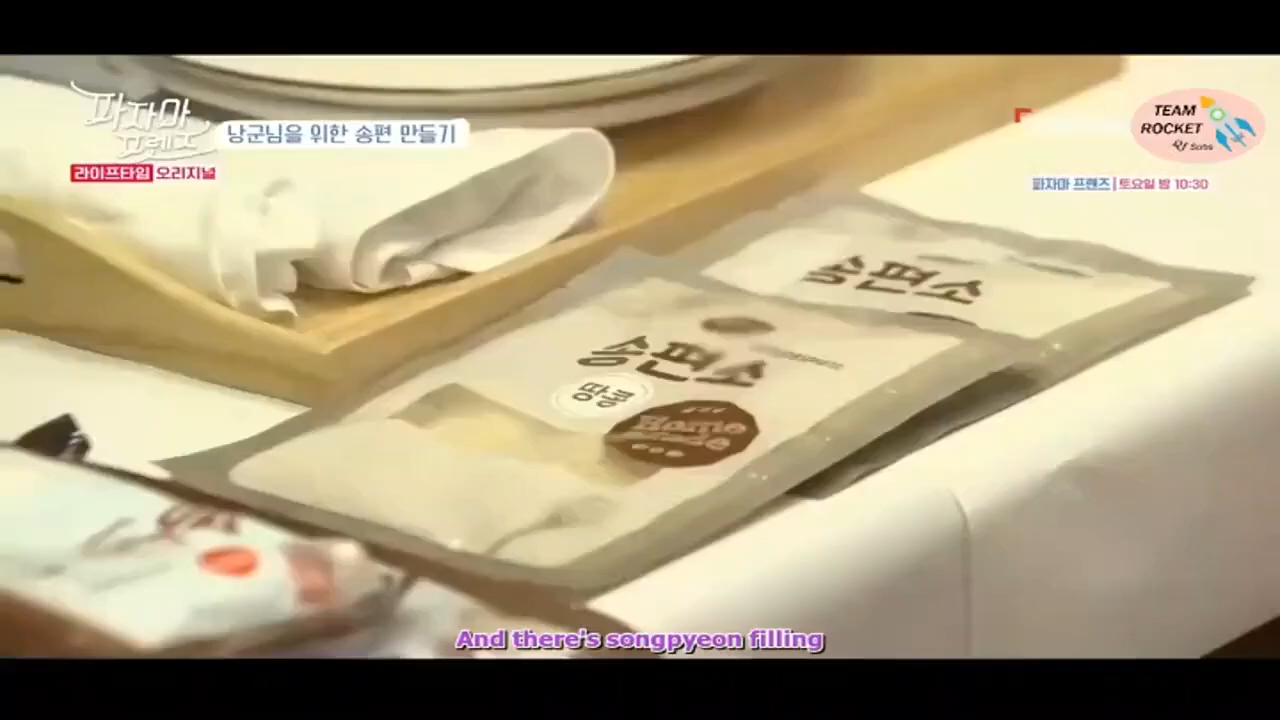 파자마
프렌즈
낭군님을 위한 송편 만들기
라이프타임 오리지널
TEAM
ROCKET
Subs
파자마 프렌즈 | 토요일 밤 10:30
송편소
송편소
땅콩
Home
Made
And there's songpyeon filling